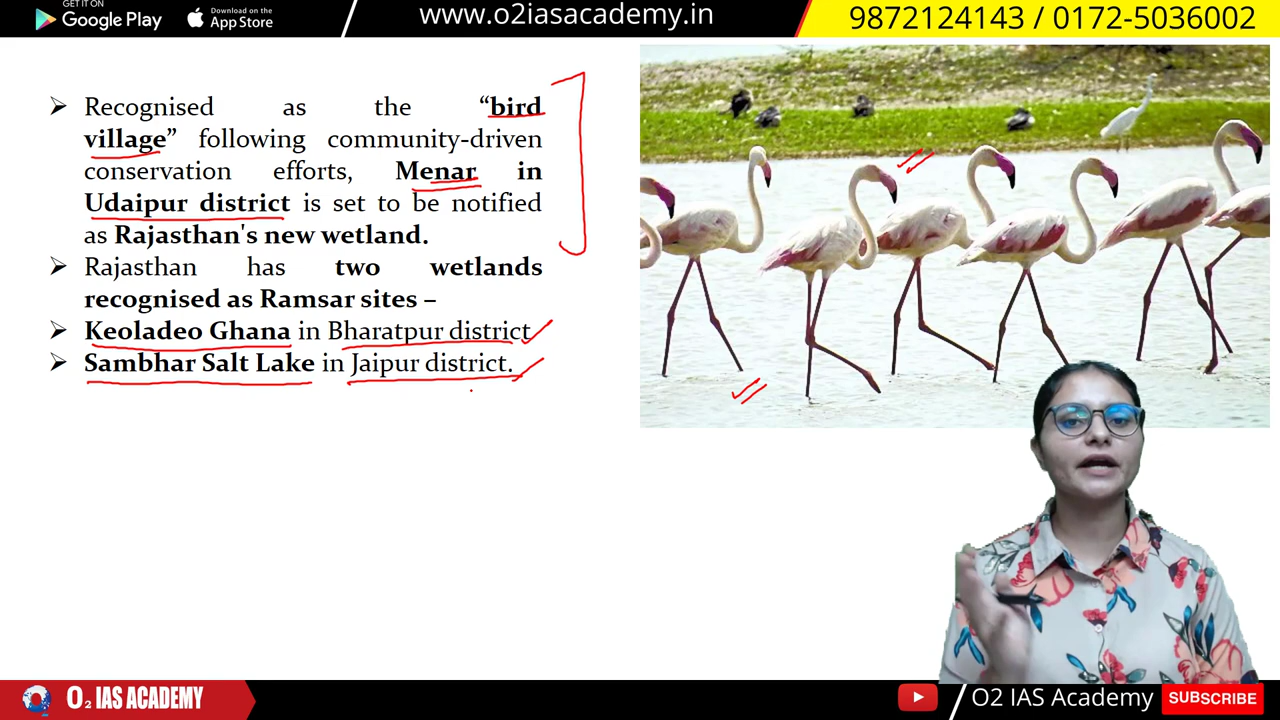 GET IT ON
Google Play
Download on the
App Store
www.o2iasacademy.in
9872124143 / 0172-5036002
➢ Recognised as the “bird
village” following community-driven
conservation efforts, Menar in
Udaipur district is set to be notified
as Rajasthan's new wetland.
➢ Rajasthan has two wetlands
recognised as Ramsar sites –
➢ Keoladeo Ghana in Bharatpur district
➢ Sambhar Salt Lake in Jaipur district.
O2 IAS ACADEMY
O2 IAS Academy
SUBSCRIBE